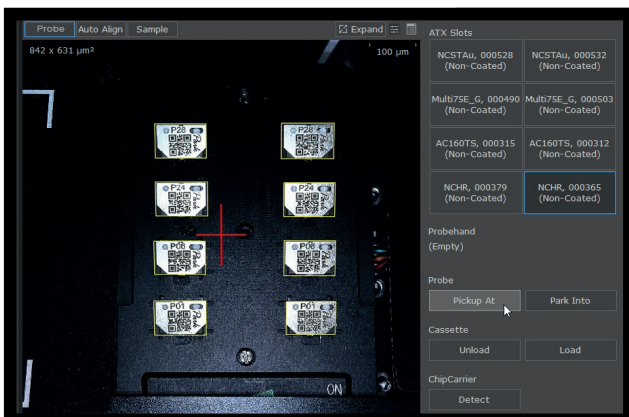 Probe
Auto Align
Sample
Expand
842 x 631 µm²
100 µm
P28
P28
P24
P24
P06
P06
P01
P01
ON
ATX Slots
NCSTAu, 000528
(Non-Coated)
NCSTAu, 000532
(Non-Coated)
Multi75E_G, 000490
(Non-Coated)
Multi75E_G, 000503
(Non-Coated)
AC160TS, 000315
(Non-Coated)
AC160TS, 000312
(Non-Coated)
NCHR, 000379
(Non-Coated)
NCHR, 000365
(Non-Coated)
Probehand
(Empty)
Probe
Pickup At
Park Into
Cassette
Unload
Load
ChipCarrier
Detect